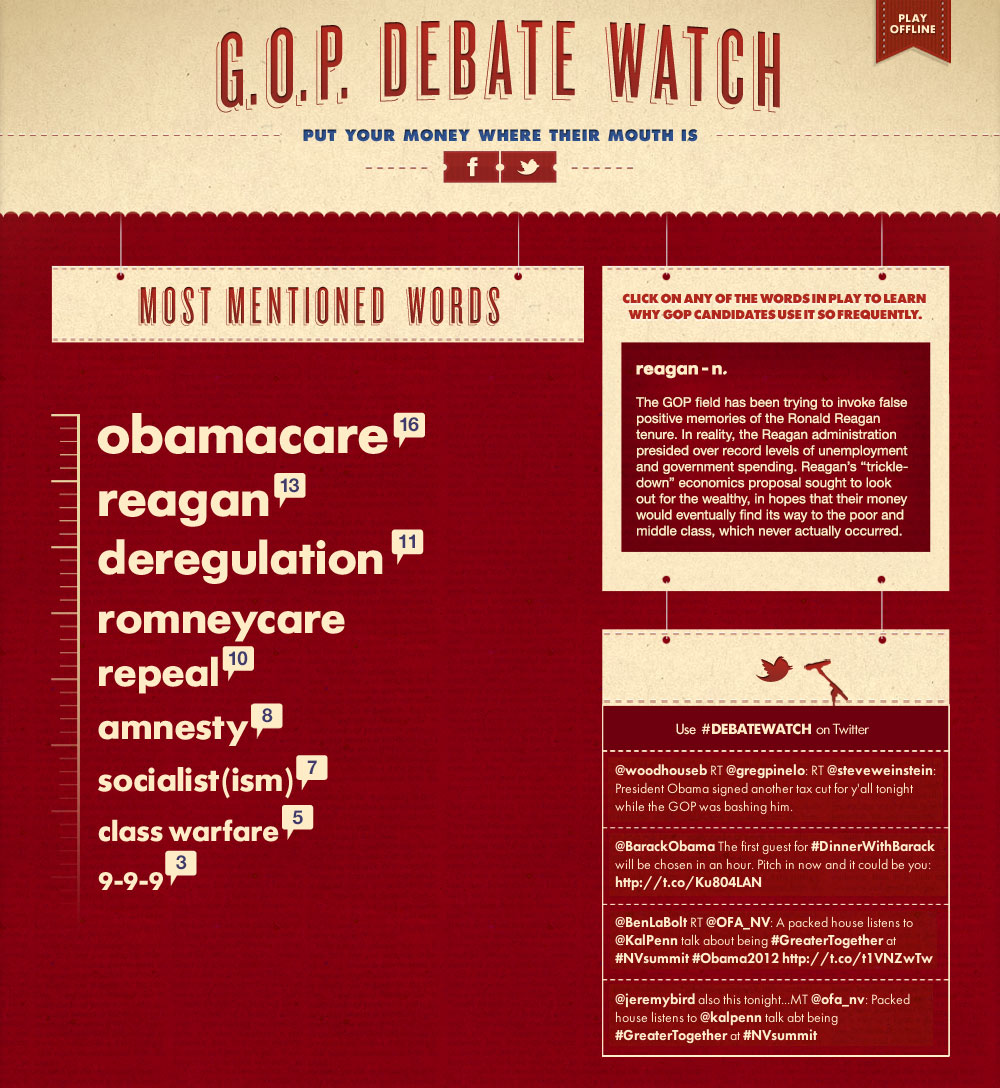 PLAY
OFFLINE
G.O.P. DEBATE WATCH
PUT YOUR MONEY WHERE THEIR MOUTH IS
f
MOST MENTIONED WORDS
obamacare 16
reagan 13
deregulation 11
romneycare
repeal 10
amnesty 8
socialist(ism) 7
class warfare 5
9-9-9 3
CLICK ON ANY OF THE WORDS IN PLAY TO LEARN
WHY GOP CANDIDATES USE IT SO FREQUENTLY.
reagan - n.
The GOP field has been trying to invoke false
positive memories of the Ronald Reagan
tenure. In reality, the Reagan administration
presided over record levels of unemployment
and government spending. Reagan's “trickle-
down” economics proposal sought to look
out for the wealthy, in hopes that their money
would eventually find its way to the poor and
middle class, which never actually occurred.
Use #DEBATEWATCH on Twitter
@woodhouseb RT @gregpinelo: RT @steveweinstein:
President Obama signed another tax cut for y'all tonight
while the GOP was bashing him.
@BarackObama The first guest for #DinnerWithBarack
will be chosen in an hour. Pitch in now and it could be you:
http://t.co/Ku804LAN
@BenLaBolt RT @OFA_NV: A packed house listens to
@KalPenn talk about being #GreaterTogether at
#NVsummit #Obama2012 http://t.co/t1VNZwTw
@jeremybird also this tonight...MT @ofa_nv: Packed
house listens to @kalpenn talk abt being
#GreaterTogether at #NVsummit